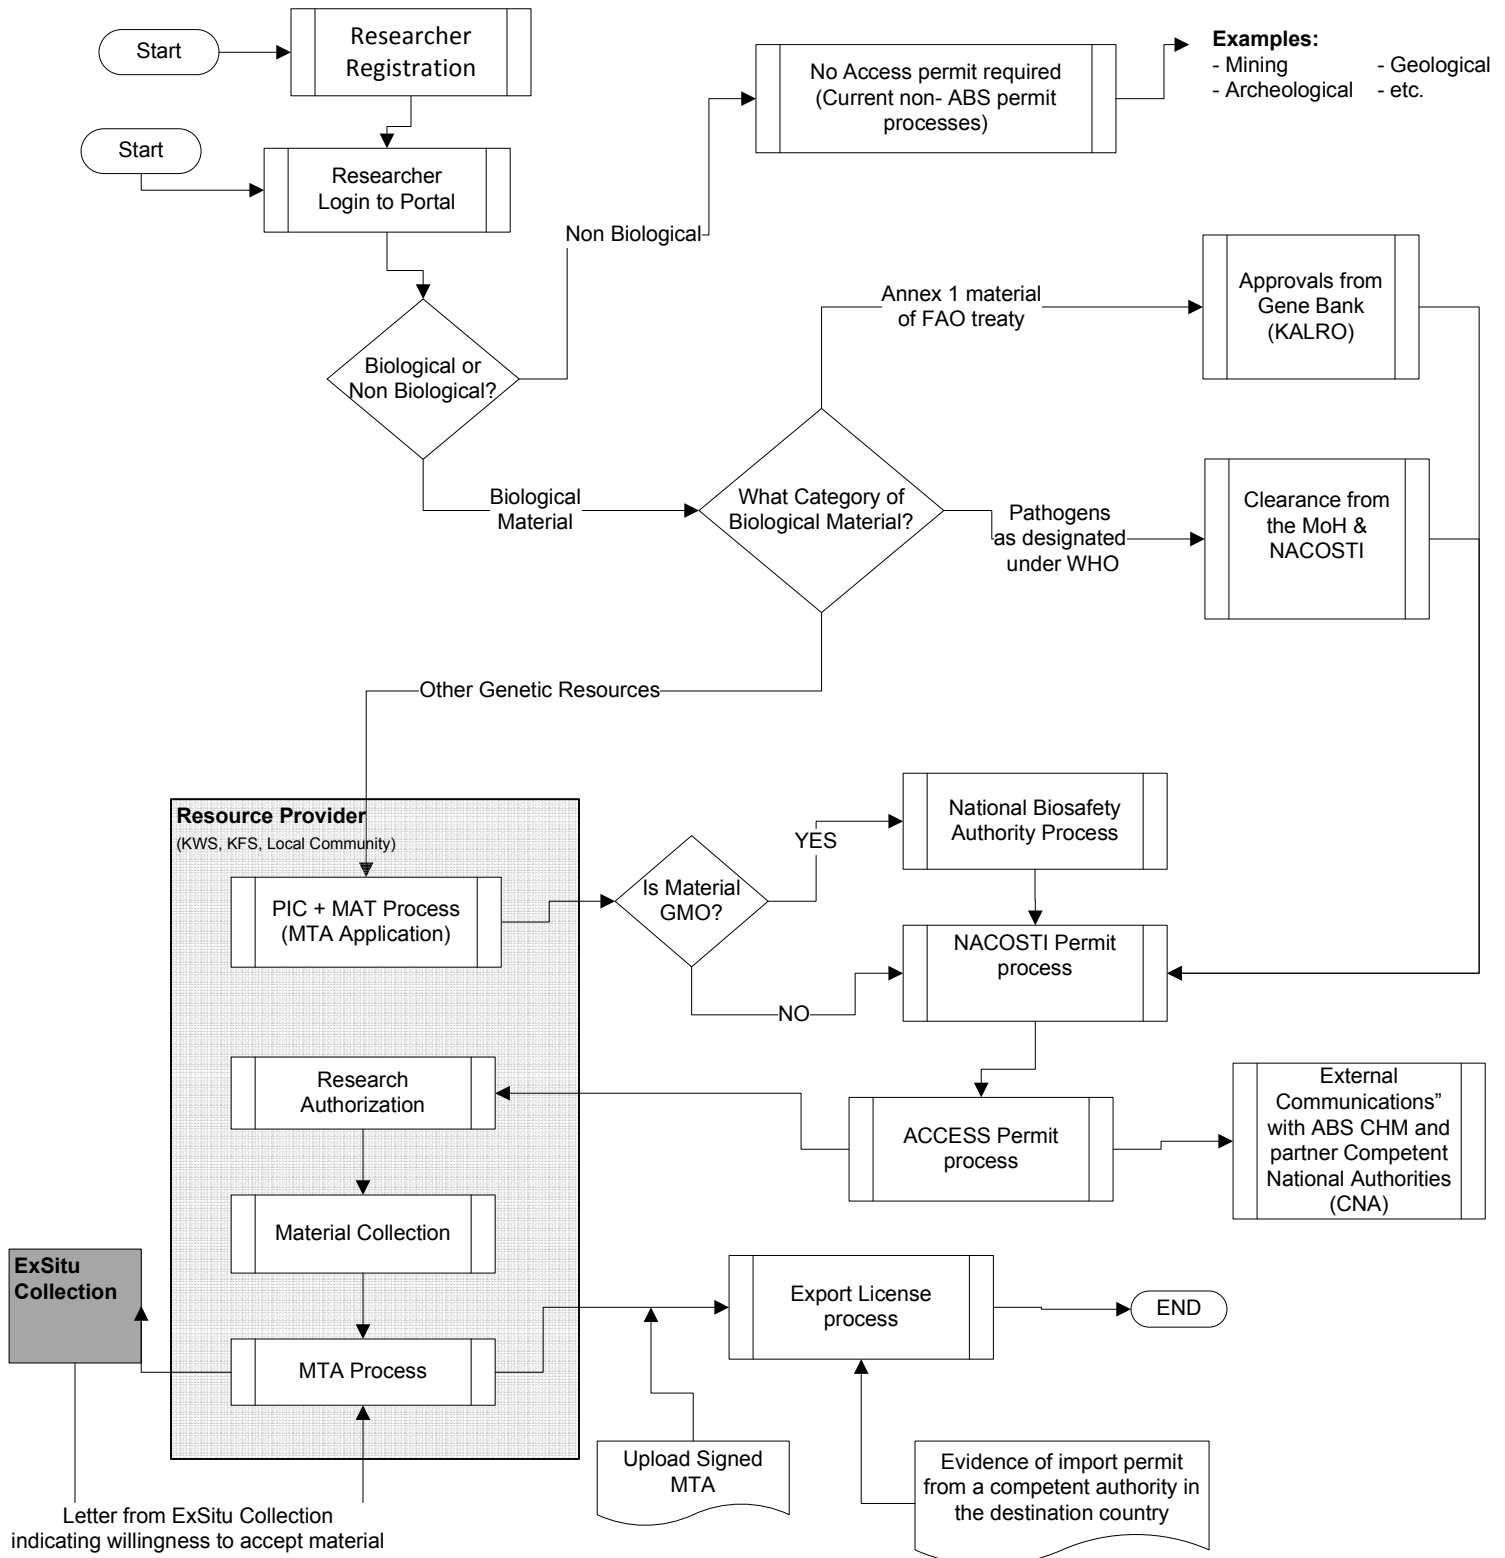 Start
Researcher
Registration
Start
Researcher
Login to Portal
No Access permit required
(Current non- ABS permit
processes)
Examples:
- Mining - Geological
- Archeological - etc.
Non Biological
Biological or
Non Biological?
Annex 1 material
of FAO treaty
Approvals from
Gene Bank
(KALRO)
Biological
Material
What Category of
Biological Material?
Pathogens
as designated
under WHO
Clearance from
the MoH &
NACOSTI
Other Genetic Resources
Resource Provider
(KWS, KFS, Local Community)
PIC + MAT Process
(MTA Application)
Is Material
GMO?
YES
NO
National Biosafety
Authority Process
NACOSTI Permit
process
Research
Authorization
ACCESS Permit
process
External
Communications”
with ABS CHM and
partner Competent
National Authorities
(CNA)
Material Collection
ExSitu
Collection
MTA Process
Export License
process
END
Upload Signed
MTA
Evidence of import permit
from a competent authority in
the destination country
Letter from ExSitu Collection
indicating willingness to accept material